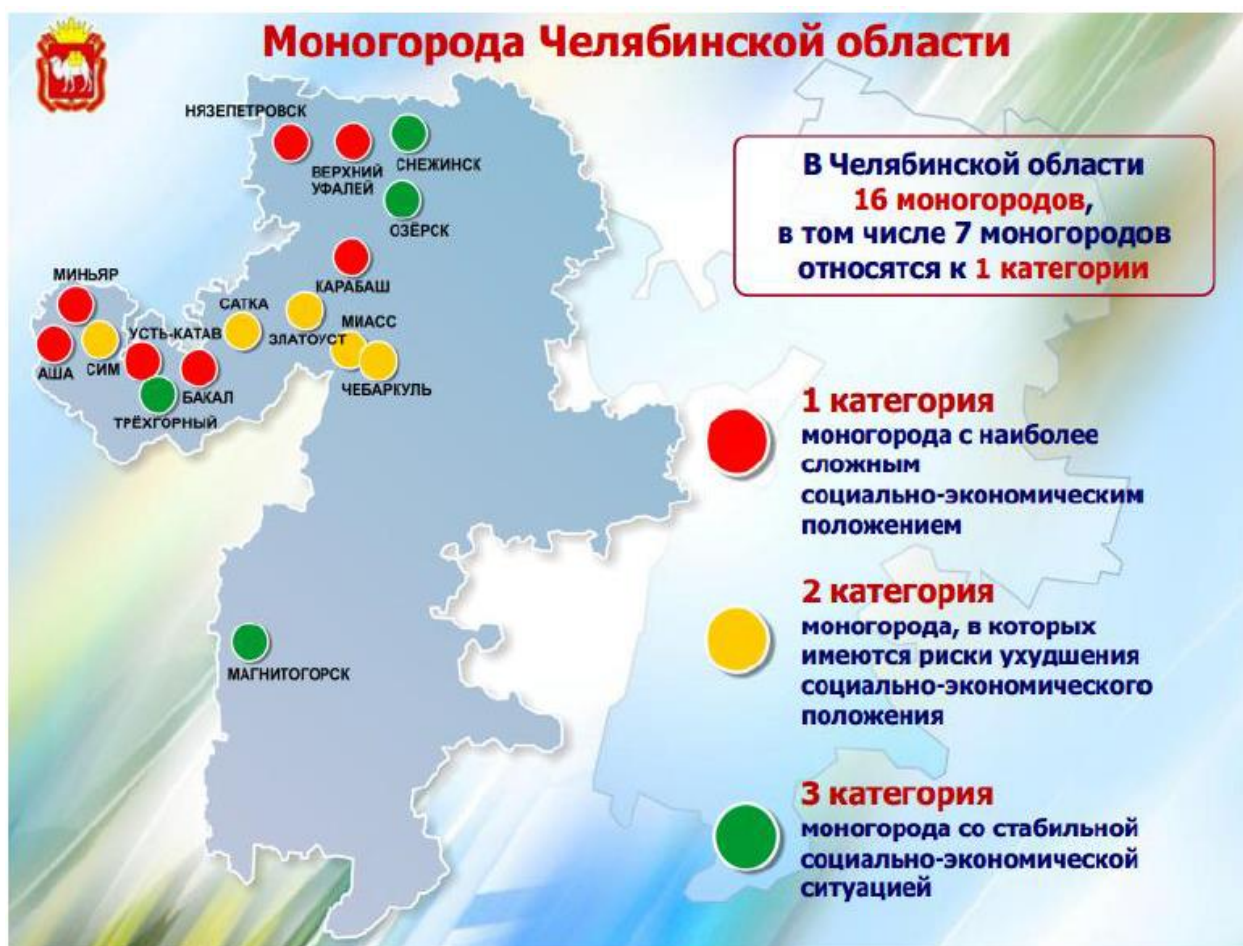 Моногорода Челябинской области
НЯЗЕПЕТРОВСК
ВЕРХНИЙ
УФАЛЕЙ
СНЕЖИНСК
ОЗЁРСК
КАРАБАШ
МИНЬЯР
САТКА
УСТЬ-КАТАВ
ЗЛАТОУСТ
МИАСС
АША
СИМ
БАКАЛ
ЧЕБАРКУЛЬ
ТРЁХГОРНЫЙ
МАГНИТОГОРСК
В Челябинской области
16 моногородов,
в том числе 7 моногородов
относятся к 1 категории
1 категория
моногорода с наиболее
сложным
социально-экономическим
положением
2 категория
моногорода, в которых
имеются риски ухудшения
социально-экономического
положения
3 категория
моногорода со стабильной
социально-экономической
ситуацией